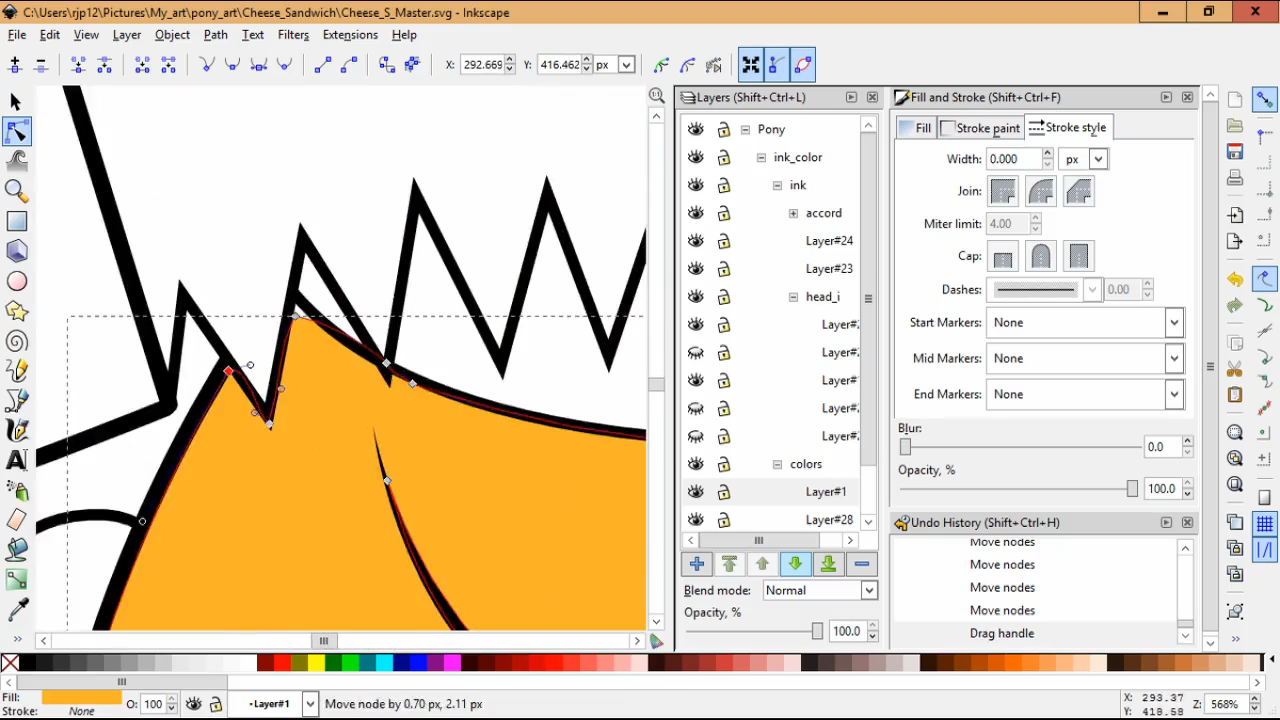 C:\Users\rjp12\Pictures\My_art\pony_art\Cheese_Sandwich\Cheese_S_Master.svg - Inkscape
File Edit View Layer Object Path Text Filters Extensions Help
X: 292.669 Y: 416.462 px
Layers (Shift+Ctrl+L)
Fill and Stroke (Shift+Ctrl+F)
Pony
ink_color
ink
accord
Layer#24
Layer#23
head_i
Layer#
Layer#
Layer#
Layer#
Layer#
colors
Layer#1
Layer#28
Blend mode: Normal
Opacity, %
100.0
Fill Stroke paint Stroke style
Width: 0.000 px
Join:
Miter limit: 4.00
Cap:
Dashes: 0.00
Start Markers: None
Mid Markers: None
End Markers: None
Blur:
0.0
Opacity, %
100.0
Undo History (Shift+Ctrl+H)
Move nodes
Move nodes
Move nodes
Move nodes
Drag handle
Fill:
Stroke: None
O: 100
•Layer#1
Move node by 0.70 px, 2.11 px
X: 293.37
Y: 418.58
Z: 568%